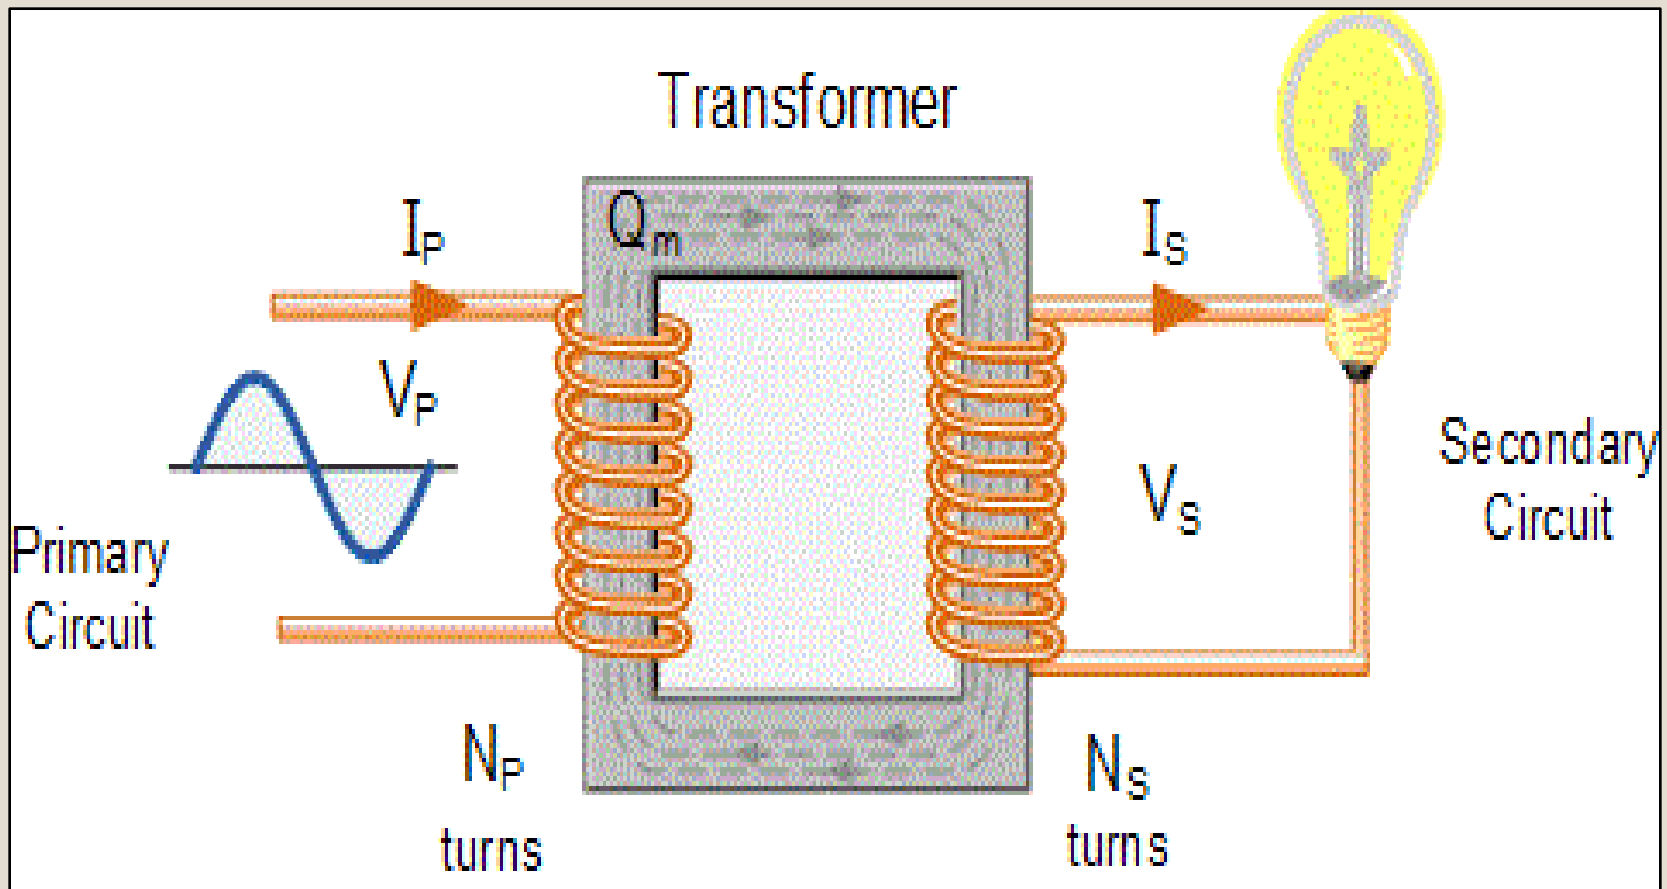 Transformer
Qm
IP
IS
VP
VS
Secondary
Circuit
Primary
Circuit
NP
turns
NS
turns